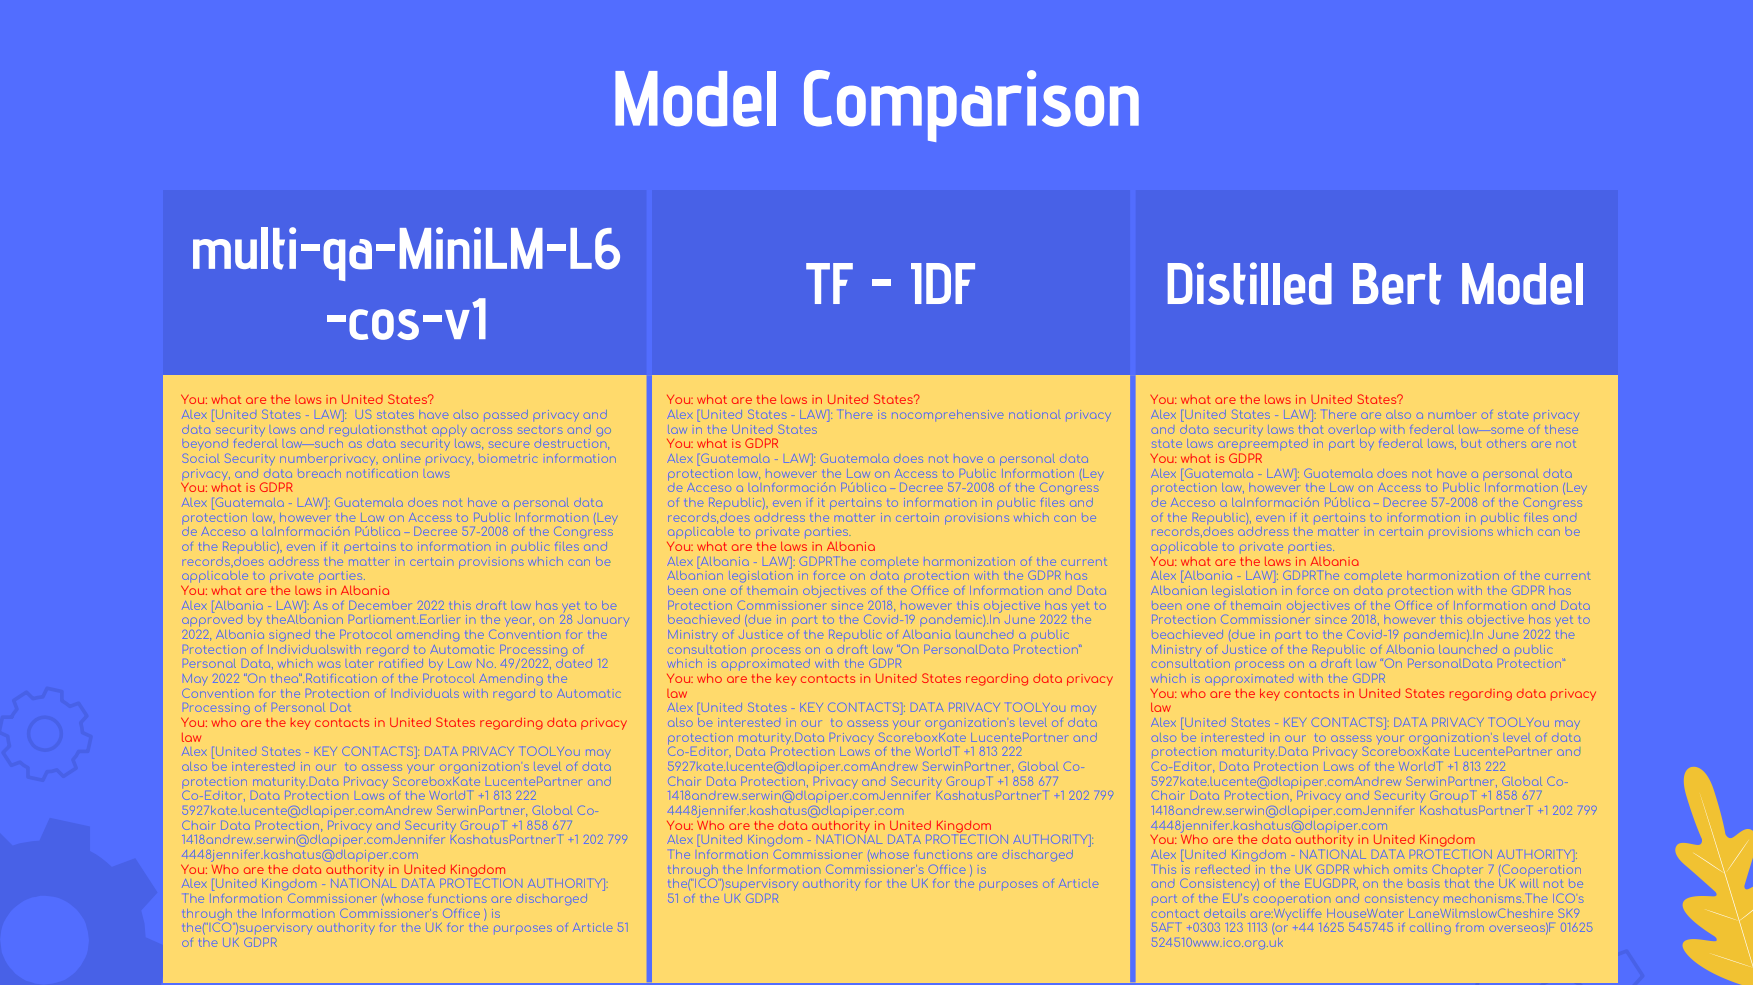 Model Comparison
multi-qa-MiniLM-L6
-cos-v1
You: what are the laws in United States?
Alex [United States - LAW]:  US states have also passed privacy and
data security laws and regulationsthat apply across sectors and go
beyond federal law—such as data security laws, secure destruction,
Social Security numberprivacy, online privacy, biometric information
privacy, and data breach notification laws
You: what is GDPR
Alex [Guatemala - LAW]: Guatemala does not have a personal data
protection law, however the Law on Access to Public Information (Ley
de Acceso a laInformación Pública – Decree 57-2008 of the Congress
of the Republic), even if it pertains to information in public files and
records,does address the matter in certain provisions which can be
applicable to private parties.
You: what are the laws in Albania
Alex [Albania - LAW]: As of December 2022 this draft law has yet to be
approved by theAlbanian Parliament.Earlier in the year, on 28 January
2022, Albania signed the Protocol amending the Convention for the
Protection of Individualswith regard to Automatic Processing of
Personal Data, which was later ratified by Law No. 49/2022, dated 12
May 2022 “On thea”.Ratification of the Protocol Amending the
Convention for the Protection of Individuals with regard to Automatic
Processing of Personal Dat
You: who are the key contacts in United States regarding data privacy
law
Alex [United States - KEY CONTACTS]: DATA PRIVACY TOOLYou may
also be interested in our  to assess your organization's level of data
protection maturity.Data Privacy ScoreboxKate LucentePartner and
Co-Editor, Data Protection Laws of the WorldT +1 813 222
5927kate.lucente@dlapiper.comAndrew SerwinPartner, Global Co-
Chair Data Protection, Privacy and Security GroupT +1 858 677
1418andrew.serwin@dlapiper.comJennifer KashatusPartnerT +1 202 799
4448jennifer.kashatus@dlapiper.com
You: Who are the data authority in United Kingdom
Alex [United Kingdom - NATIONAL DATA PROTECTION AUTHORITY]:
The Information Commissioner (whose functions are discharged
through the Information Commissioner's Office ) is
the("ICO")supervisory authority for the UK for the purposes of Article 51
of the UK GDPR
TF - 1DF
You: what are the laws in United States?
Alex [United States - LAW]: There is nocomprehensive national privacy
law in the United States
You: what is GDPR
Alex [Guatemala - LAW]: Guatemala does not have a personal data
protection law, however the Law on Access to Public Information (Ley
de Acceso a laInformación Pública – Decree 57-2008 of the Congress
of the Republic), even if it pertains to information in public files and
records,does address the matter in certain provisions which can be
applicable to private parties.
You: what are the laws in Albania
Alex [Albania - LAW]: GDPRThe complete harmonization of the current
Albanian legislation in force on data protection with the GDPR has
been one of themain objectives of the Office of Information and Data
Protection Commissioner since 2018, however this objective has yet to
beachieved (due in part to the Covid-19 pandemic).In June 2022 the
Ministry of Justice of the Republic of Albania launched a public
consultation process on a draft law “On PersonalData Protection”
which is approximated with the GDPR
You: who are the key contacts in United States regarding data privacy
law
Alex [United States - KEY CONTACTS]: DATA PRIVACY TOOLYou may
also be interested in our  to assess your organization's level of data
protection maturity.Data Privacy ScoreboxKate LucentePartner and
Co-Editor, Data Protection Laws of the WorldT +1 813 222
5927kate.lucente@dlapiper.comAndrew SerwinPartner, Global Co-
Chair Data Protection, Privacy and Security GroupT +1 858 677
1418andrew.serwin@dlapiper.comJennifer KashatusPartnerT +1 202 799
4448jennifer.kashatus@dlapiper.com
You: Who are the data authority in United Kingdom
Alex [United Kingdom - NATIONAL DATA PROTECTION AUTHORITY]:
The Information Commissioner (whose functions are discharged
through the Information Commissioner's Office ) is
the("ICO")supervisory authority for the UK for the purposes of Article
51 of the UK GDPR
Distilled Bert Model
You: what are the laws in United States?
Alex [United States - LAW]: There are also a number of state privacy
and data security laws that overlap with federal law—some of these
state laws arepreempted in part by federal laws, but others are not
You: what is GDPR
Alex [Guatemala - LAW]: Guatemala does not have a personal data
protection law, however the Law on Access to Public Information (Ley
de Acceso a laInformación Pública – Decree 57-2008 of the Congress
of the Republic), even if it pertains to information in public files and
records,does address the matter in certain provisions which can be
applicable to private parties.
You: what are the laws in Albania
Alex [Albania - LAW]: GDPRThe complete harmonization of the current
Albanian legislation in force on data protection with the GDPR has
been one of themain objectives of the Office of Information and Data
Protection Commissioner since 2018, however this objective has yet to
beachieved (due in part to the Covid-19 pandemic).In June 2022 the
Ministry of Justice of the Republic of Albania launched a public
consultation process on a draft law “On PersonalData Protection”
which is approximated with the GDPR
You: who are the key contacts in United States regarding data privacy
law
Alex [United States - KEY CONTACTS]: DATA PRIVACY TOOLYou may
also be interested in our  to assess your organization's level of data
protection maturity.Data Privacy ScoreboxKate LucentePartner and
Co-Editor, Data Protection Laws of the WorldT +1 813 222
5927kate.lucente@dlapiper.comAndrew SerwinPartner, Global Co-
Chair Data Protection, Privacy and Security GroupT +1 858 677
1418andrew.serwin@dlapiper.comJennifer KashatusPartnerT +1 202 799
4448jennifer.kashatus@dlapiper.com
You: Who are the data authority in United Kingdom
Alex [United Kingdom - NATIONAL DATA PROTECTION AUTHORITY]:
This is reflected in the UK GDPR which omits Chapter 7 (Cooperation
and Consistency) of the EUGDPR, on the basis that the UK will not be
part of the EU's cooperation and consistency mechanisms.The ICO's
contact details are:Wycliffe HouseWater LaneWilmslowCheshire SK9
5AFT +0303 123 1113 (or +44 1625 545745 if calling from overseas)F 01625
524510www.ico.org.uk